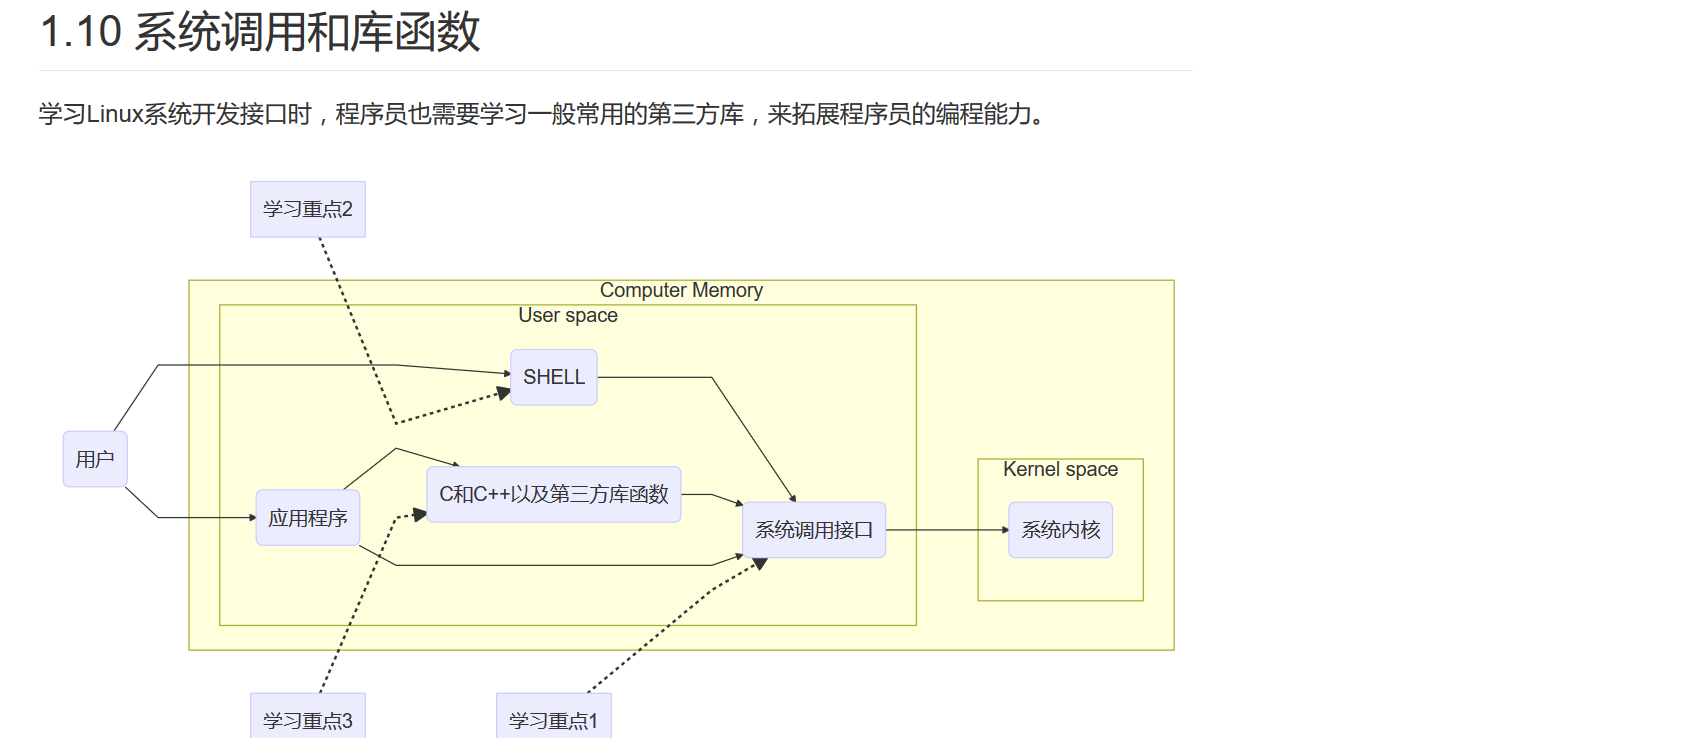 1.10 系统调用和库函数
学习Linux系统开发接口时，程序员也需要学习一般常用的第三方库，来拓展程序员的编程能力。
学习重点2
Computer Memory
User space
SHELL
用户
Kernel space
C和C++以及第三方库函数
应用程序
系统调用接口
系统内核
学习重点3
学习重点1